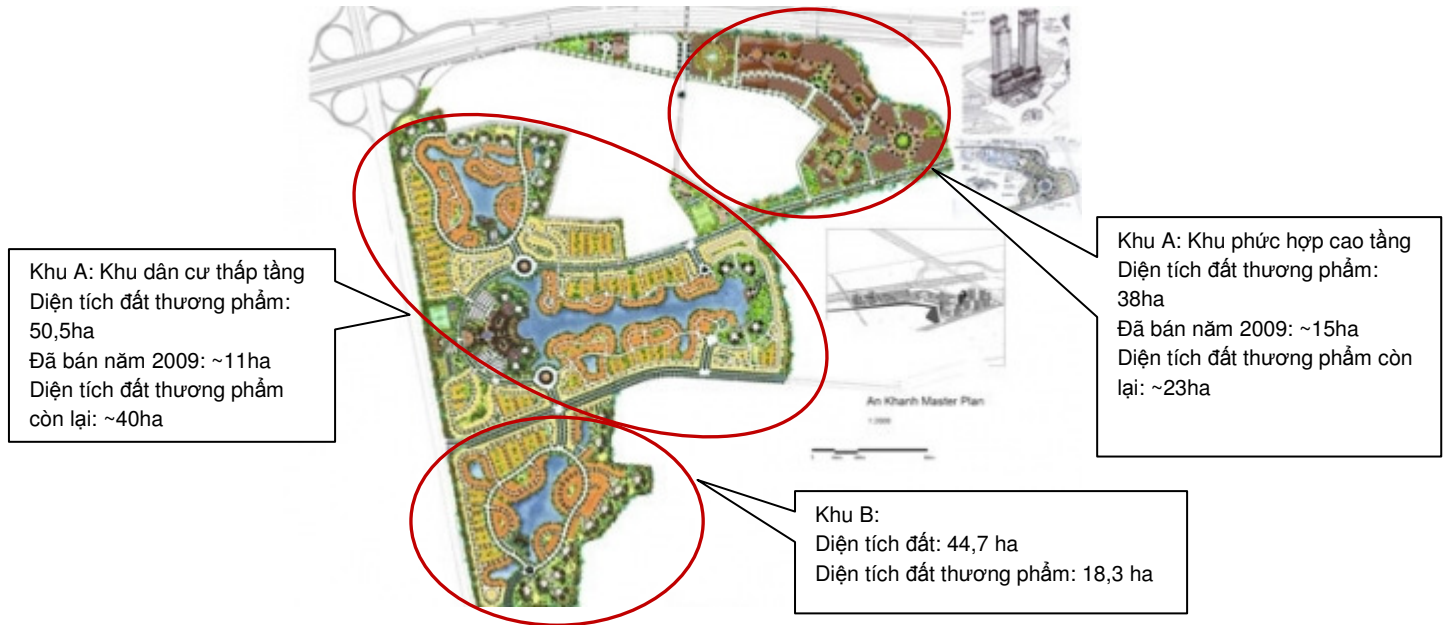 Khu A: Khu dân cư thấp tầng
Diện tích đất thương phẩm:
50,5ha
Đã bán năm 2009: ~11ha
Diện tích đất thương phẩm
còn lại: ~40ha
Khu A: Khu phức hợp cao tầng
Diện tích đất thương phẩm:
38ha
Đã bán năm 2009: ~15ha
Diện tích đất thương phẩm còn
lại: ~23ha
An Khanh Master Plan
Khu B:
Diện tích đất: 44,7 ha
Diện tích đất thương phẩm: 18,3 ha